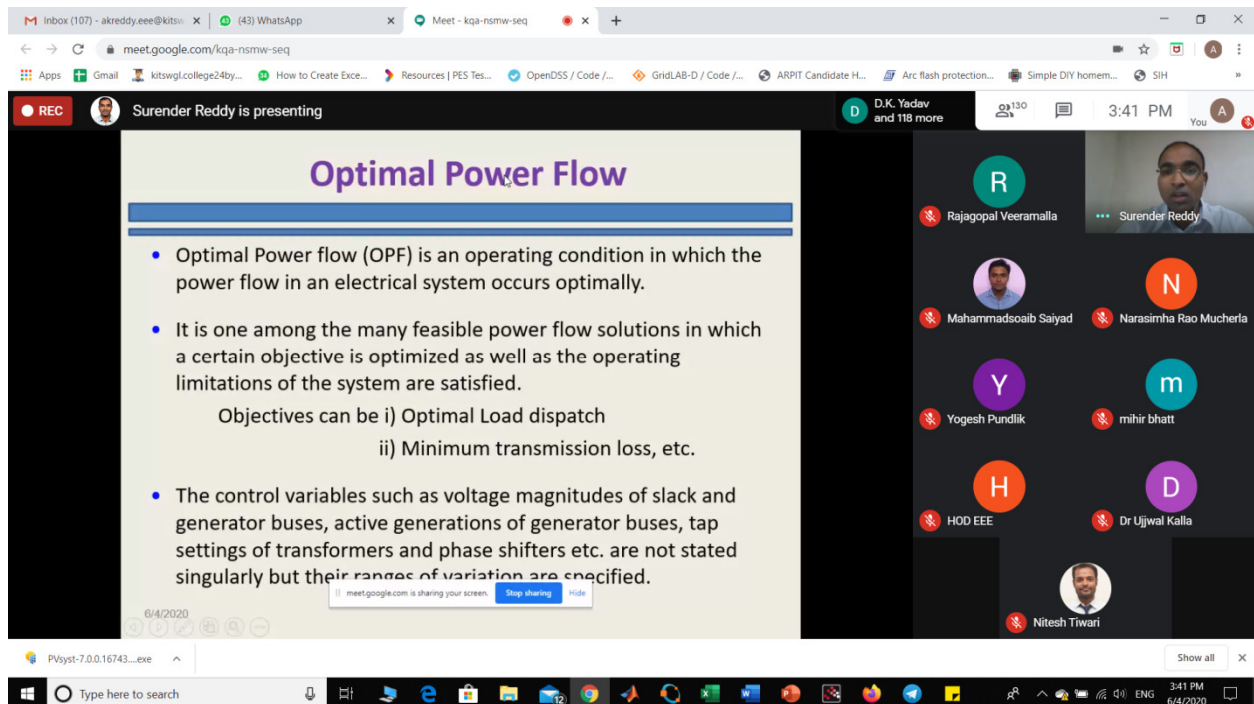 Inbox (107) - akreddy.eee@kitsw
(43) WhatsApp
Meet - kqa-nsmw-seq
meet.google.com/kqa-nsmw-seq
A
Apps
Gmail
kitswgl.college24by...
How to Create Exce...
Resources | PES Tes...
OpenDSS / Code /...
GridLAB-D / Code /...
ARPIT Candidate H...
Arc flash protection...
Simple DIY homem...
SIH
»
REC
Surender Reddy is presenting
D
D.K. Yadav
and 118 more
130
3:41 PM
You
A
Optimal Power Flow
• Optimal Power flow (OPF) is an operating condition in which the
power flow in an electrical system occurs optimally.
• It is one among the many feasible power flow solutions in which
a certain objective is optimized as well as the operating
limitations of the system are satisfied.
Objectives can be i) Optimal Load dispatch
ii) Minimum transmission loss, etc.
• The control variables such as voltage magnitudes of slack and
generator buses, active generations of generator buses, tap
settings of transformers and phase shifters etc. are not stated
singularly but their ranges of variation are specified.
meet.google.com is sharing your screen.
Stop sharing
Hide
6/4/2020
R
Rajagopal Veeramalla
Surender Reddy
Mahammadsoaib Saiyad
N
Narasimha Rao Mucherla
Y
Yogesh Pundlik
m
mihir bhatt
H
HOD EEE
D
Dr Ujjwal Kalla
Nitesh Tiwari
PVsyst-7.0.0.16743....exe
Show all
Type here to search
12
ENG
3:41 PM
6/4/2020